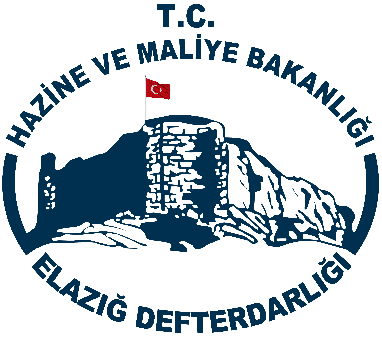 T.C.
HAZİNE VE MALİYE BAKANLIĞI
ELAZIĞ DEFTERDARLIĞI